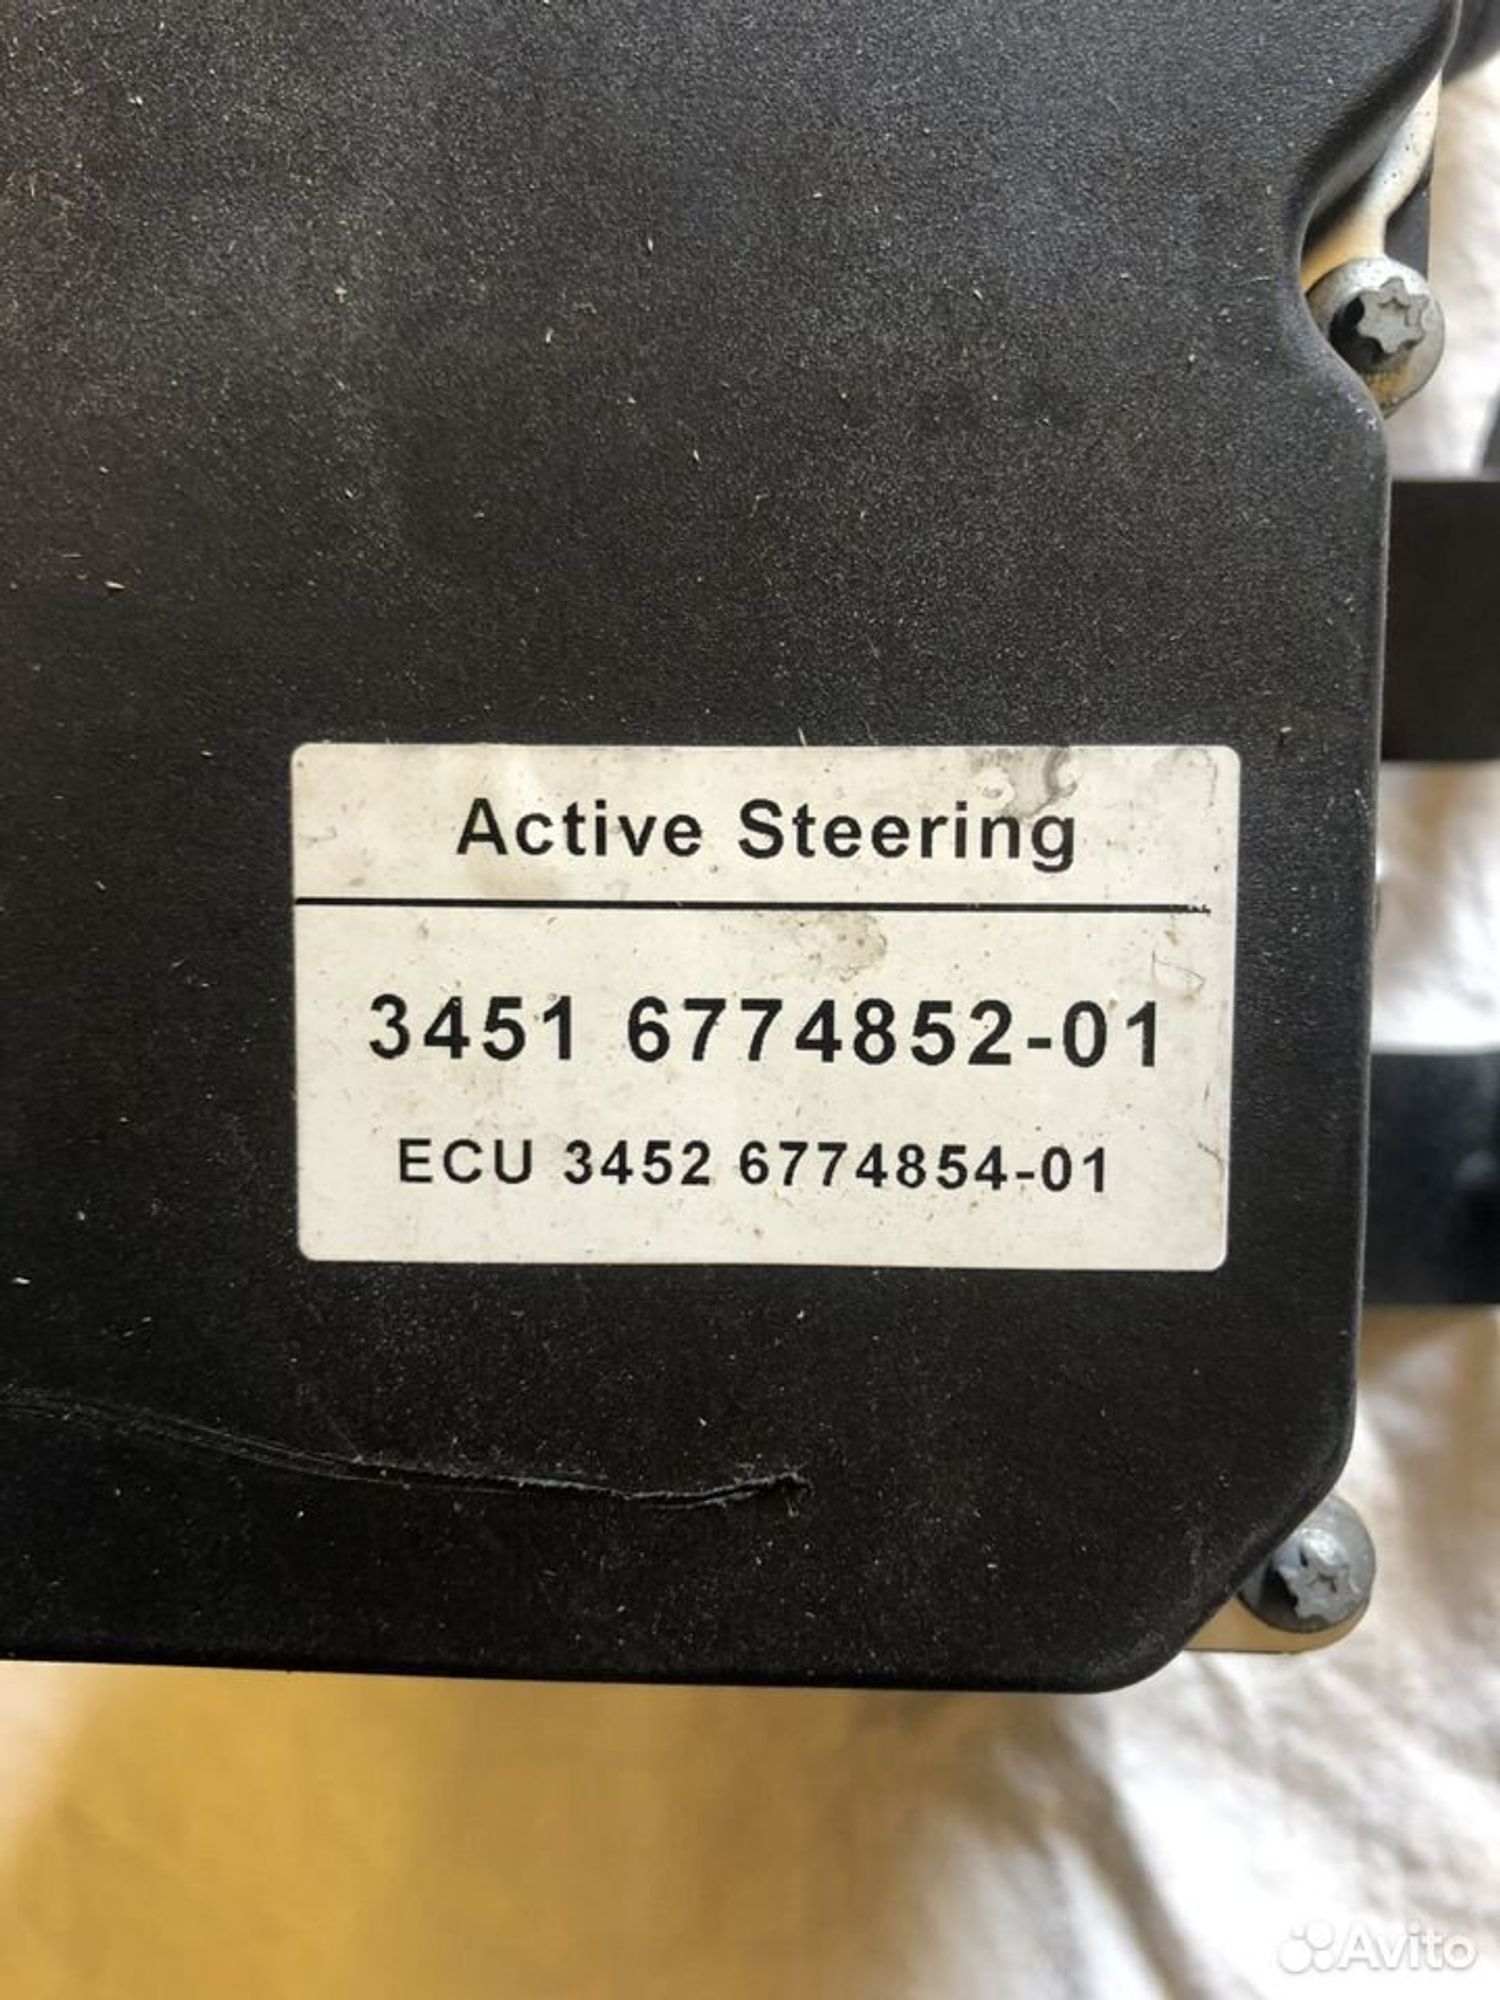 Active Steering
3451 6774852-01
ECU 3452 6774854-01
Avito